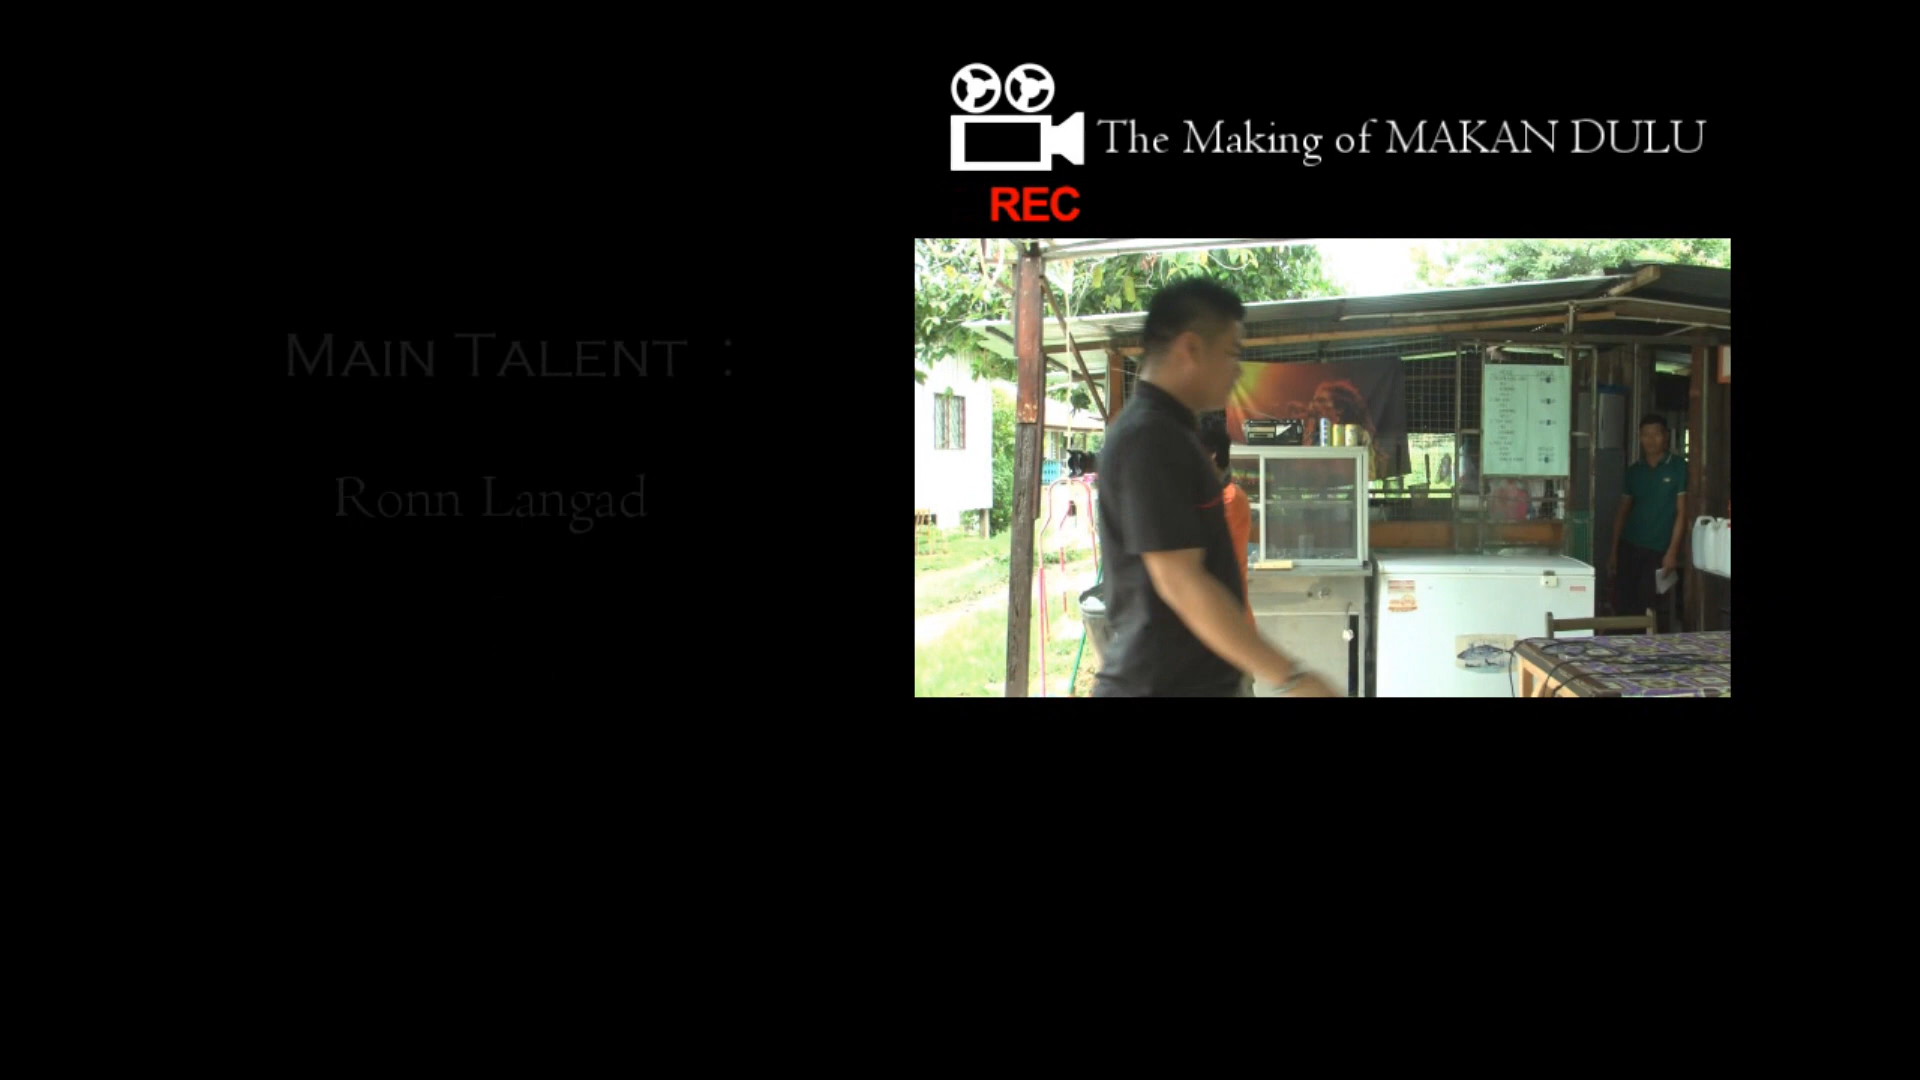 The Making of MAKAN DULU
REC
MAIN TALENT :
Ronn Langad